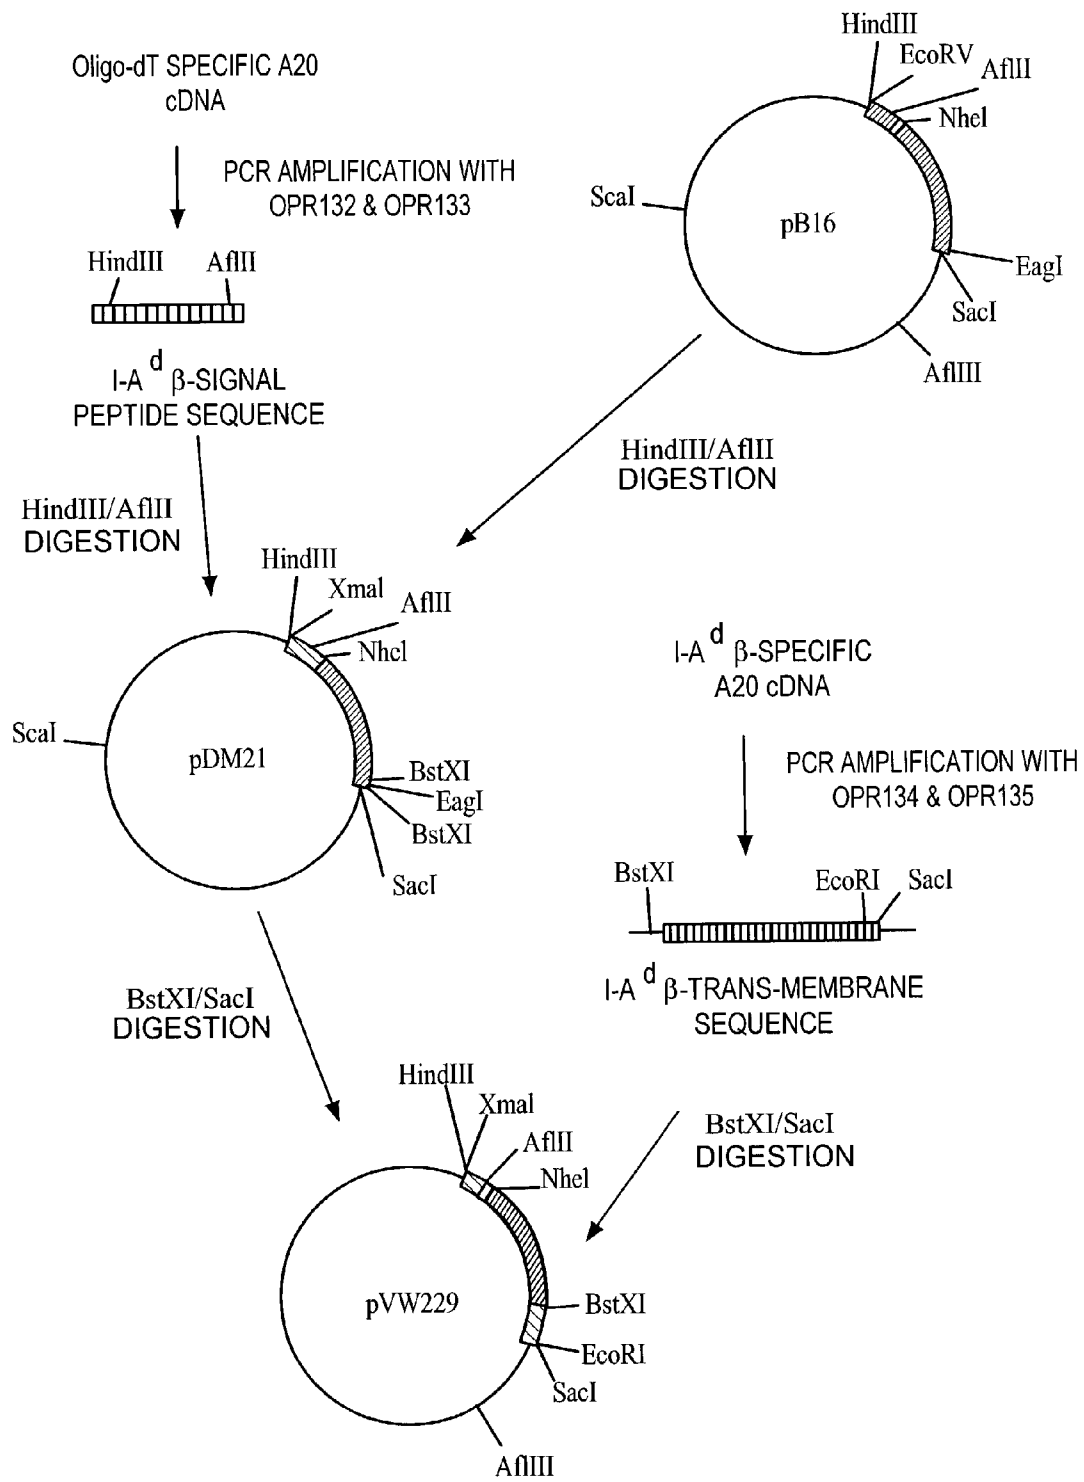 Oligo-dT SPECIFIC A20
cDNA
PCR AMPLIFICATION WITH
OPR132 & OPR133
HindIII
AflII
I-A d β-SIGNAL
PEPTIDE SEQUENCE
HindIII/AflII
DIGESTION
HindIII
EcoRV
AflII
NheI
ScaI
pB16
EagI
SacI
AflIII
HindIII/AflII
DIGESTION
HindIII
XmaI
AflII
NhcI
ScaI
pDM21
BstXI
EagI
BstXI
SacI
I-A d β-SPECIFIC
A20 cDNA
PCR AMPLIFICATION WITH
OPR134 & OPR135
BstXI
EcoRI
SacI
I-A d β-TRANS-MEMBRANE
SEQUENCE
BstXI/SacI
DIGESTION
BstXI/SacI
DIGESTION
HindIII
XmaI
AflII
NheI
pVW229
BstXI
EcoRI
SacI
AflIII